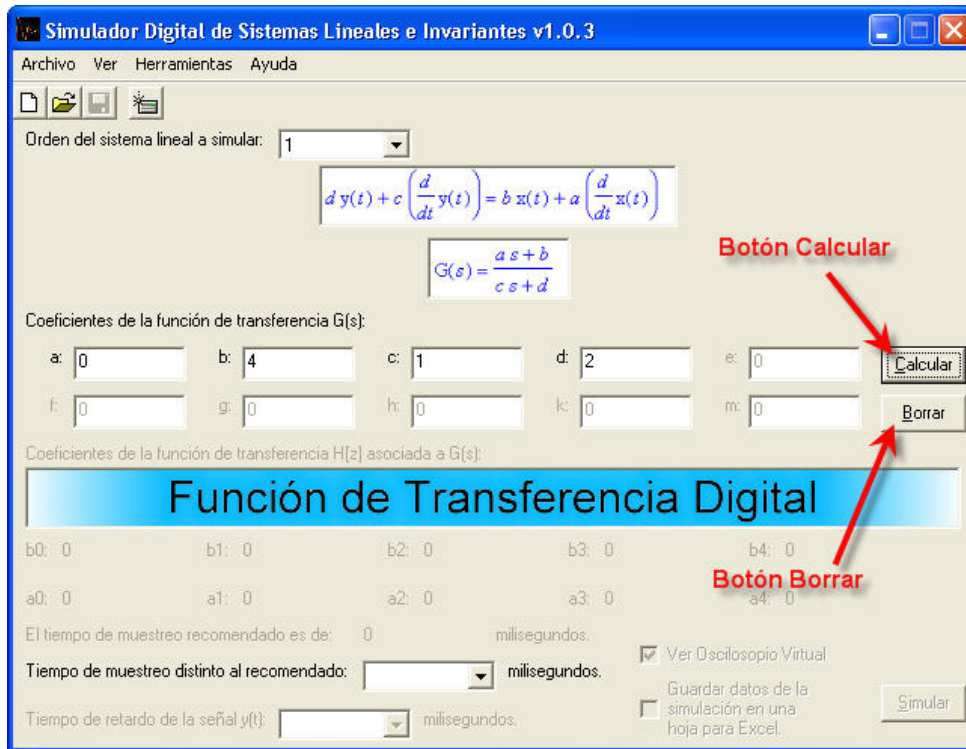 Simulador Digital de Sistemas Lineales e Invariantes v1.0.3
Archivo Ver Herramientas Ayuda
Orden del sistema lineal a simular: 1
d y(t) + c (d/dt y(t)) = b x(t) + a (d/dt x(t))
G(s) = (a s + b)/(c s + d)
Botón Calcular
Coeficientes de la función de transferencia G(s):
a: 0 b: 4 c: 1 d: 2 e: 0 Calcular
f: 0 g: 0 h: 0 k: 0 m: 0 Borrar
Coeficientes de la función de transferencia H[z] asociada a G(s):
Función de Transferencia Digital
b0: 0 b1: 0 b2: 0 b3: 0 b4: 0
Botón Borrar
a0: 0 a1: 0 a2: 0 a3: 0 a4: 0
El tiempo de muestreo recomendado es de: 0 milisegundos.
Ver Osciloscopio Virtual
Tiempo de muestreo distinto al recomendado: milisegundos.
Guardar datos de la
simulación en una
hoja para Excel.
Simular
Tiempo de retardo de la señal y(t): milisegundos.